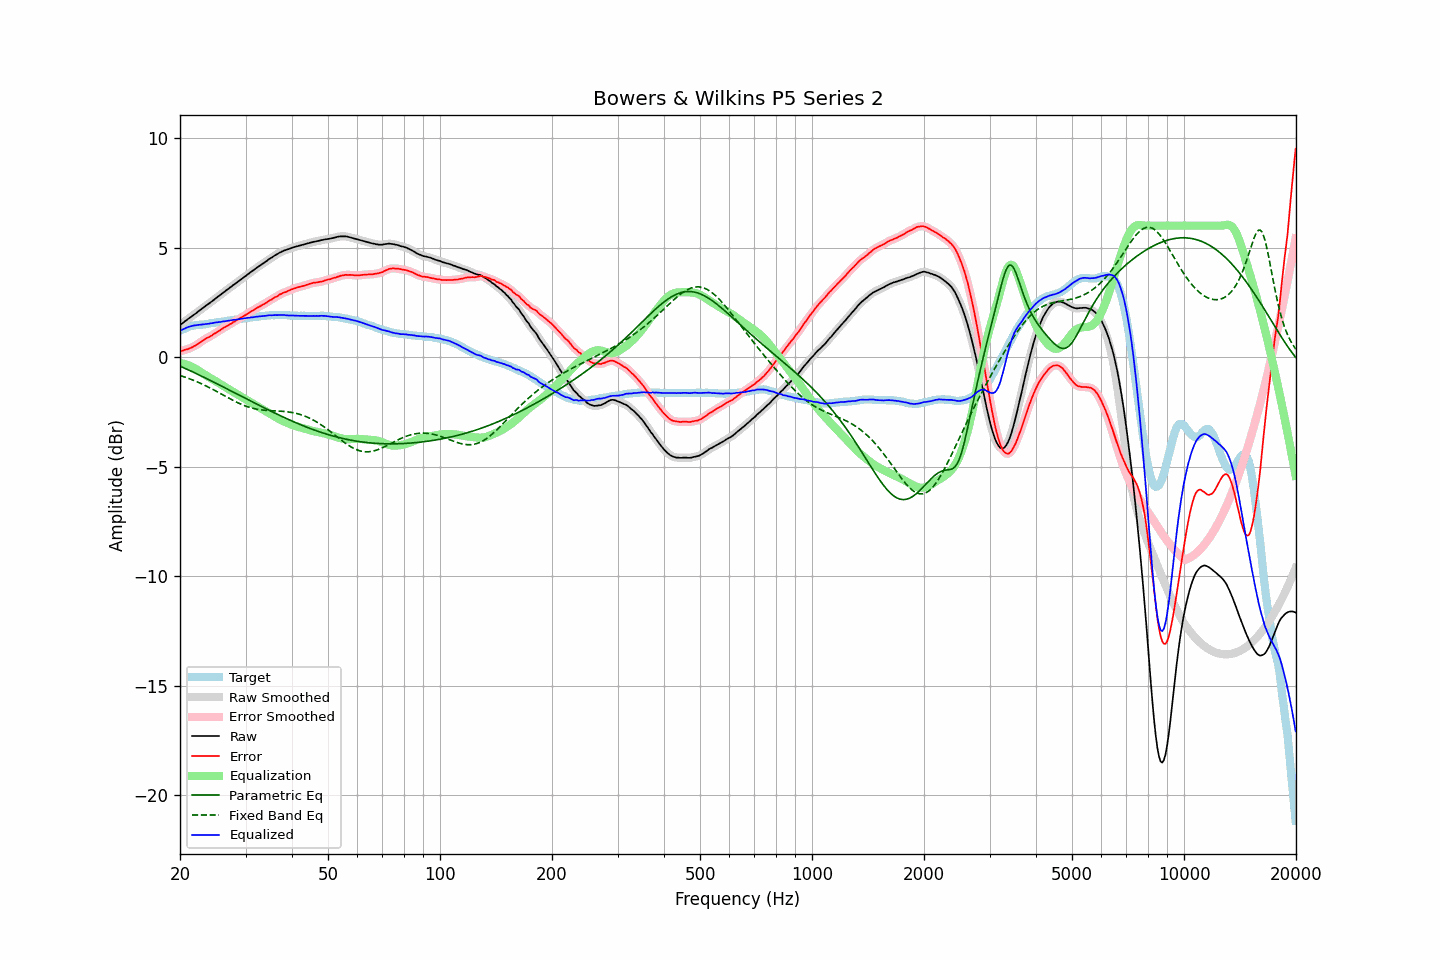 Bowers & Wilkins P5 Series 2
Amplitude (dBr)
10
5
0
−5
−10
−15
−20
Target
Raw Smoothed
Error Smoothed
Raw
Error
Equalization
Parametric Eq
Fixed Band Eq
Equalized
20 50 100 200 500 1000 2000 5000 10000 20000
Frequency (Hz)